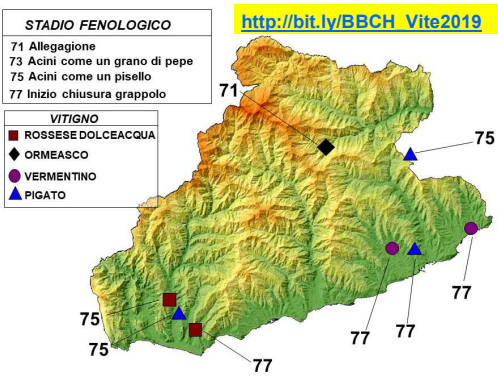 STADIO FENOLOGICO
71 Allegagione
73 Acini come un grano di pepe
75 Acini come un pisello
77 Inizio chiusura grappolo
http://bit.ly/BBCH_Vite2019
VITIGNO
ROSSESE DOLCEACQUA
ORMEASCO
VERMENTINO
PIGATO
71
75
77
77
77
75
75
77